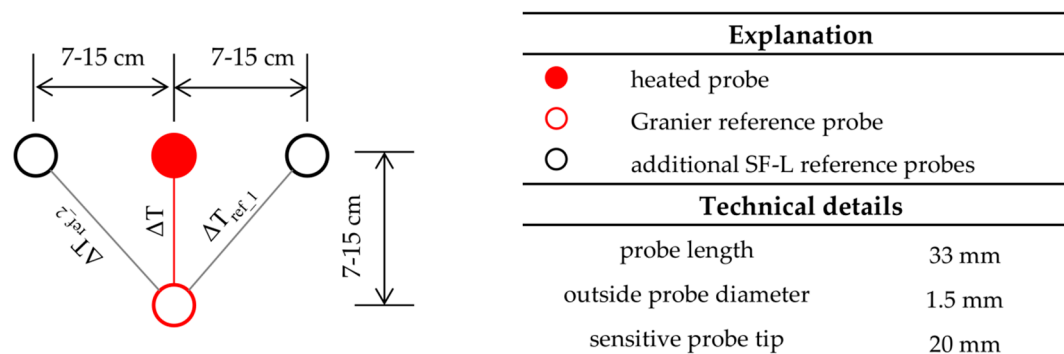 7-15 cm
7-15 cm
ΔT_ref_2
ΔT
ΔT_ref_1
7-15 cm
Explanation
heated probe
Granier reference probe
additional SF-L reference probes
Technical details
probe length 33 mm
outside probe diameter 1.5 mm
sensitive probe tip 20 mm